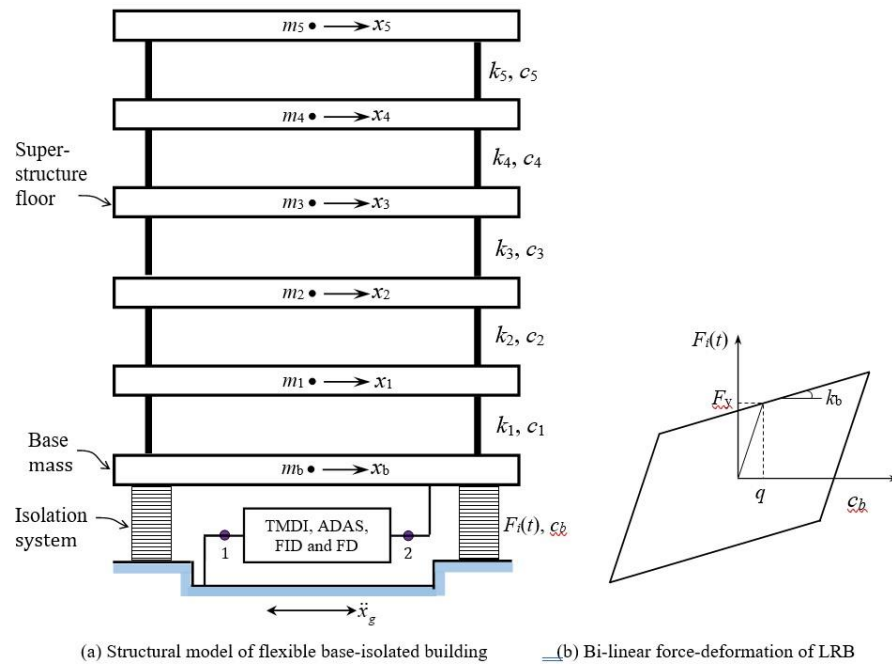 m5 • x5
k5, c5
m4 • x4
k4, c4
Super-
structure
floor
m3 • x3
k3, c3
m2 • x2
k2, c2
m1 • x1
k1, c1
Base
mass
mb • xb
Isolation
system
TMDI, ADAS,
FID and FD
1
2
Fi(t), cb
ẍg
(a) Structural model of flexible base-isolated building
Fi(t)
Fy
kb
q
cb
(b) Bi-linear force-deformation of LRB